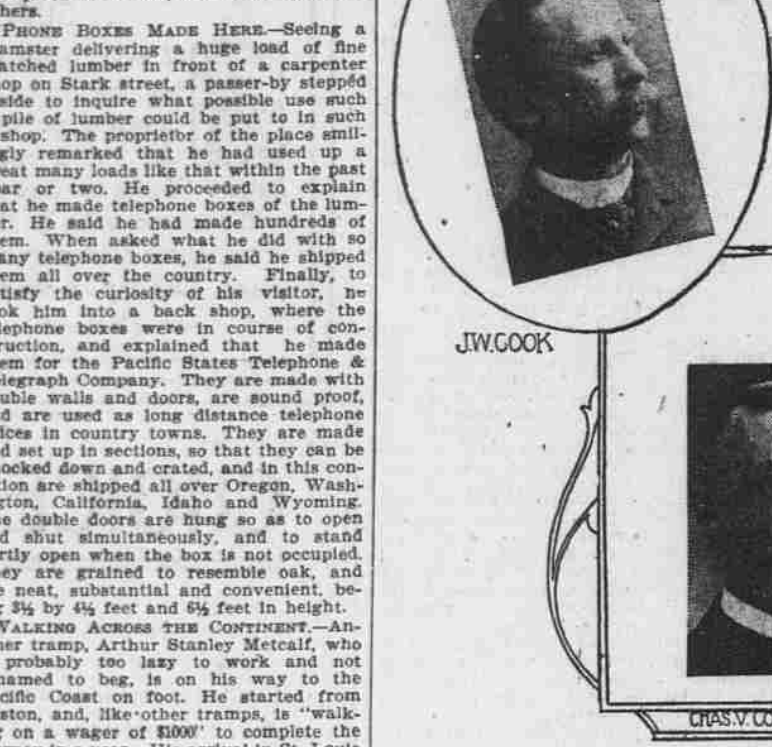 hers.
PHONE BOXES MADE HERE.—Seeing a
amster delivering a huge load of fine
atched lumber in front of a carpenter
op on Stark street, a passer-by stepped
side to inquire what possible use such
pile of lumber could be put to in such
shop. The proprietor of the place smil-
gly remarked that he had used up a
eat many loads like that within the past
ar or two. He proceeded to explain
at he made telephone boxes of the lum-
r. He said he had made hundreds of
em. When asked what he did with so
any telephone boxes, he said he shipped
em all over the country. Finally, to
tisfy the curiosity of his visitor, he
ok him into a back shop, where the
lephone boxes were in course of con-
ruction, and explained that he made
em for the Pacific States Telephone &
legraph Company. They are made with
uble walls and doors, are sound proof,
d are used as long distance telephone
ices in country towns. They are made
d set up in sections, so that they can be
ocked down and crated, and in this con-
tion are shipped all over Oregon, Wash-
gton, California, Idaho and Wyoming.
e double doors are hung so as to open
d shut simultaneously, and to stand
rtly open when the box is not occupied.
ey are grained to resemble oak, and
e neat, substantial and convenient, be-
g 3½ by 4½ feet and 6½ feet in height.
WALKING ACROSS THE CONTINENT.—An-
her tramp, Arthur Stanley Metcalf, who
probably too lazy to work and not
hamed to beg, is on his way to the
cific Coast on foot. He started from
ston, and, like other tramps, is "walk-
g on a wager of $1000" to complete the
J.W. COOK
CHAS. V. CO